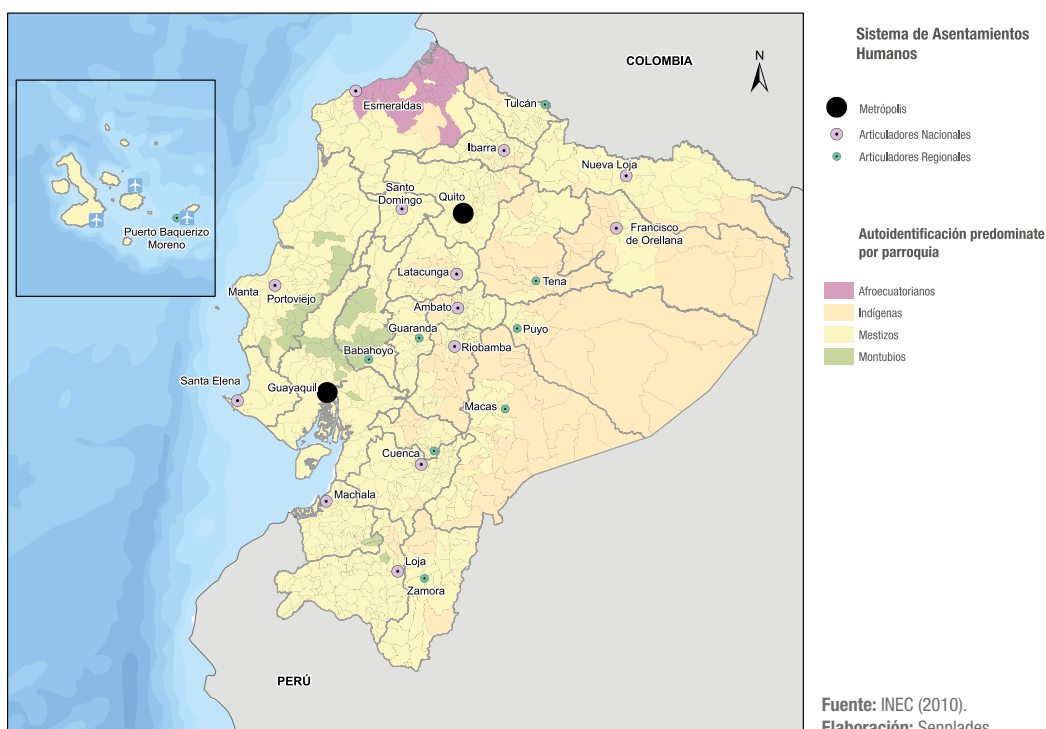 COLOMBIA
N
Esmeraldas
Tulcán
Ibarra
Nueva Loja
Santo
Domingo
Quito
Francisco
de Orellana
Puerto Baquerizo
Moreno
Latacunga
Tena
Manta
Portoviejo
Ambato
Guaranda
Puyo
Babahoyo
Riobamba
Santa Elena
Guayaquil
Macas
Cuenca
Machala
Loja
Zamora
PERÚ
Sistema de Asentamientos
Humanos
Metrópolis
Articuladores Nacionales
Articuladores Regionales
Autoidentificación predominate
por parroquia
Afroecuatorianos
Indígenas
Mestizos
Montubios
Fuente: INEC (2010).
Elaboración: Senplades